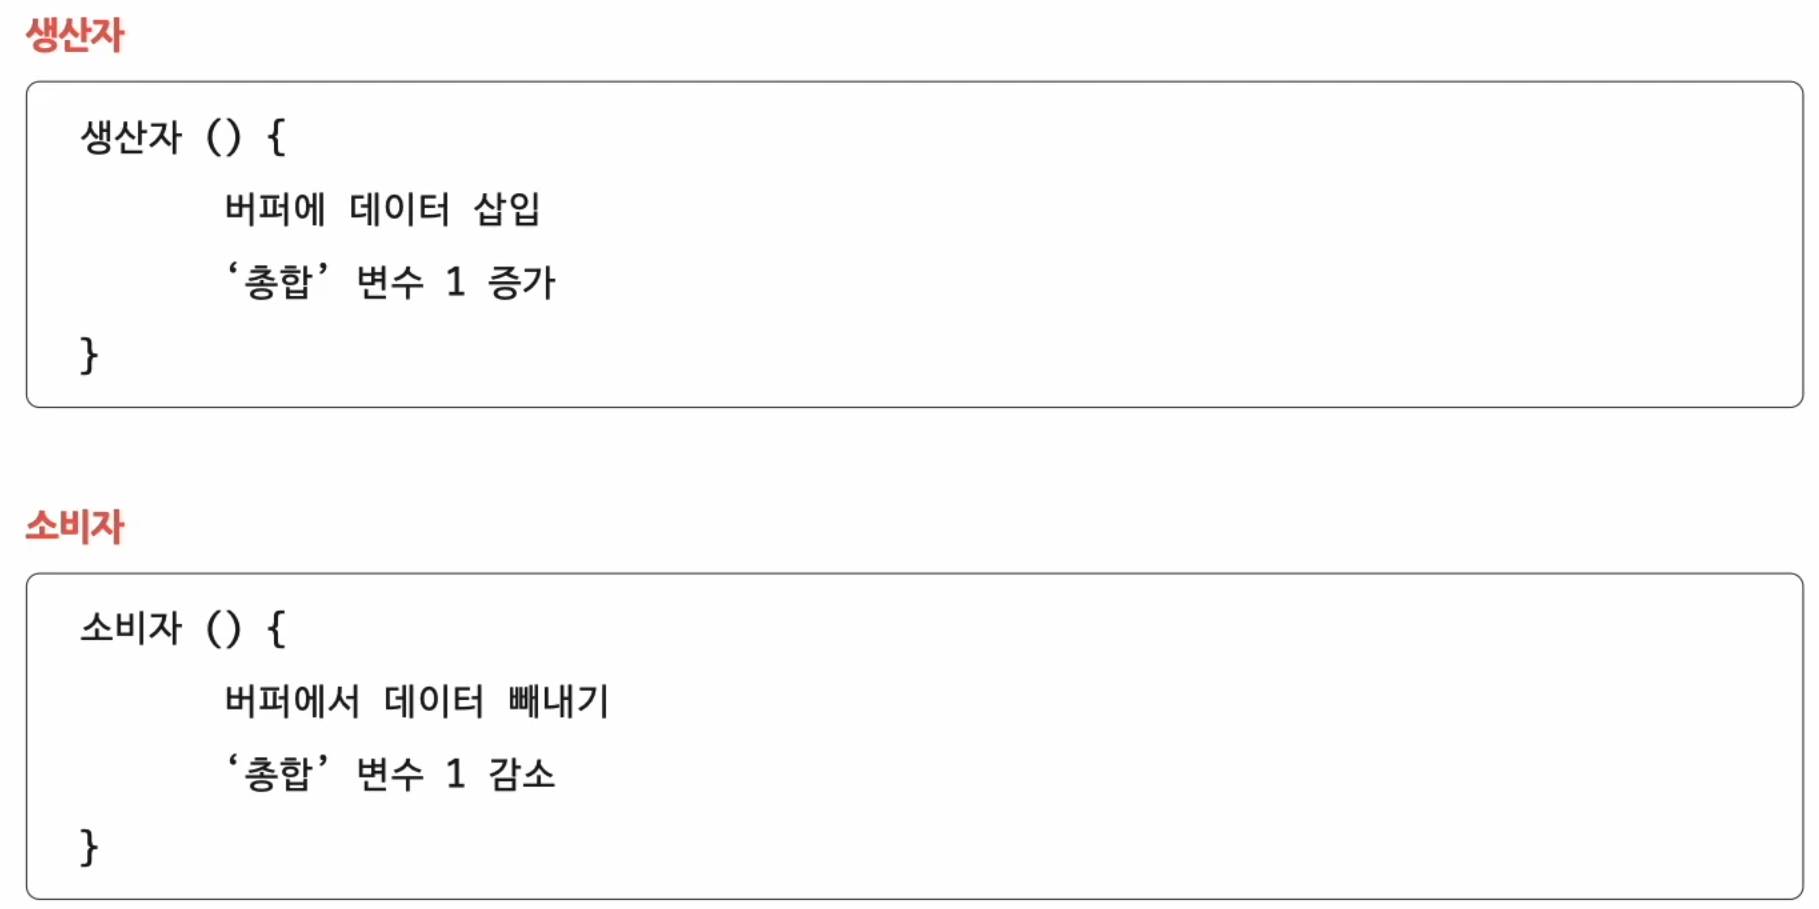 생산자
생산자 () {
버퍼에 데이터 삽입
‘총합’ 변수 1 증가
}
소비자
소비자 () {
버퍼에서 데이터 빼내기
‘총합’ 변수 1 감소
}